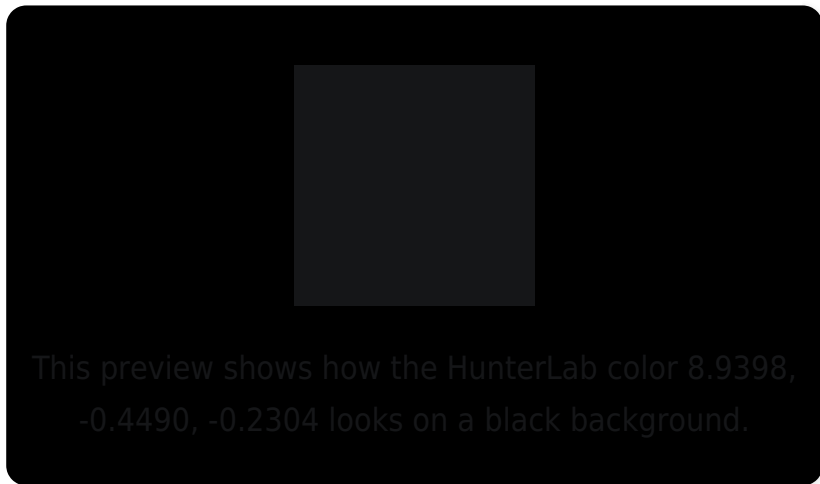 This preview shows how the HunterLab color 8.9398,
-0.4490, -0.2304 looks on a black background.